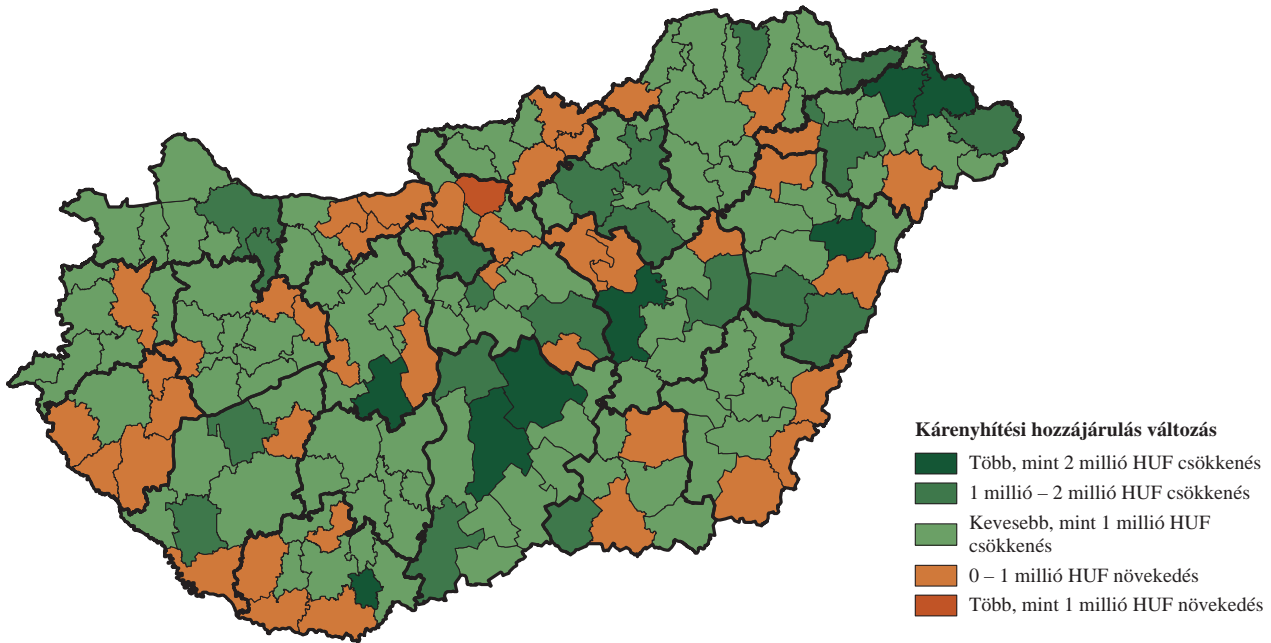 Kárenyhítési hozzájárulás változás
Több, mint 2 millió HUF csökkenés
1 millió – 2 millió HUF csökkenés
Kevesebb, mint 1 millió HUF
csökkenés
0 – 1 millió HUF növekedés
Több, mint 1 millió HUF növekedés